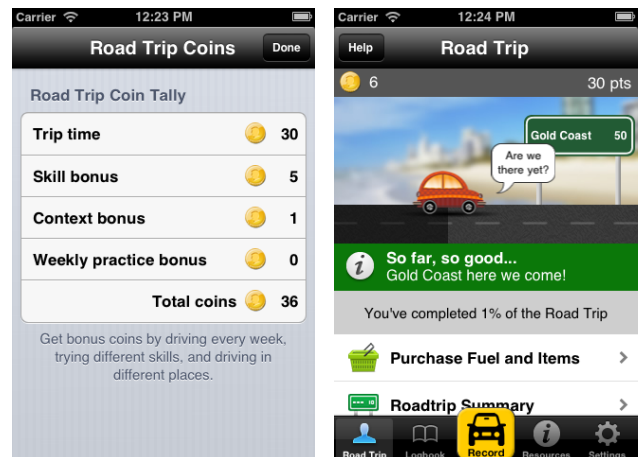 Carrier 12:23 PM
Road Trip Coins Done
Road Trip Coin Tally
Trip time 30
Skill bonus 5
Context bonus 1
Weekly practice bonus 0
Total coins 36
Get bonus coins by driving every week,
trying different skills, and driving in
different places.
Carrier 12:24 PM
Help Road Trip
6 30 pts
Gold Coast 50
Are we
there yet?
So far, so good...
Gold Coast here we come!
You've completed 1% of the Road Trip
Purchase Fuel and Items
Roadtrip Summary
Road Trip Logbook Record Resources Settings